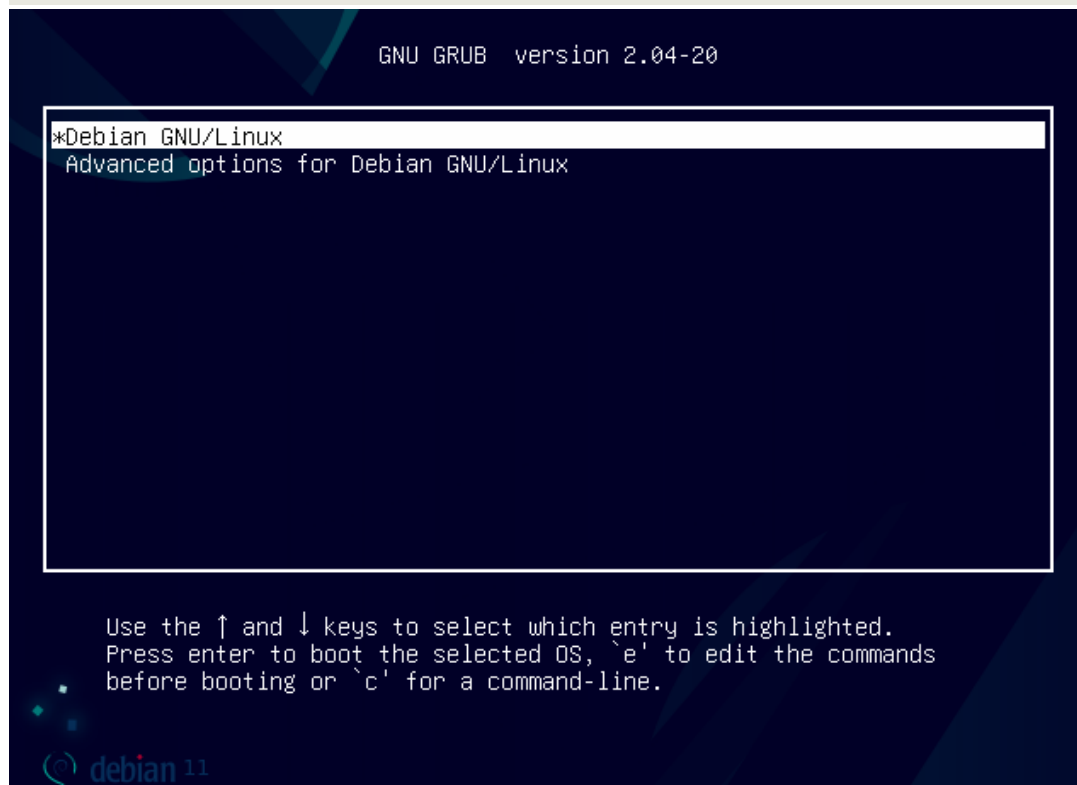 GNU GRUB  version 2.04-20
*Debian GNU/Linux
Advanced options for Debian GNU/Linux
Use the ↑ and ↓ keys to select which entry is highlighted.
Press enter to boot the selected OS, `e' to edit the commands
before booting or `c' for a command-line.
debian 11